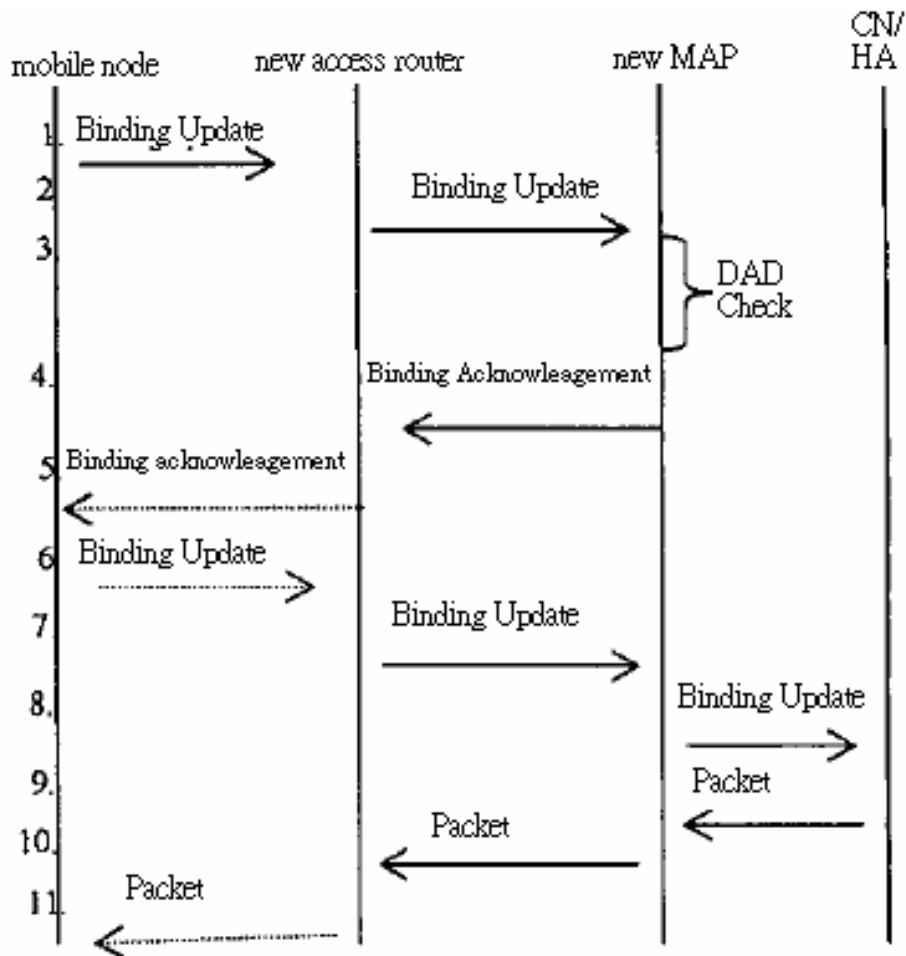 CN/
HA
mobile node
new access router
new MAP
1.
Binding Update
2.
Binding Update
3.
DAD
Check
4.
Binding Acknowleagement
5.
Binding acknowleagement
6.
Binding Update
7.
Binding Update
8.
Binding Update
9.
Packet
10.
Packet
11.
Packet